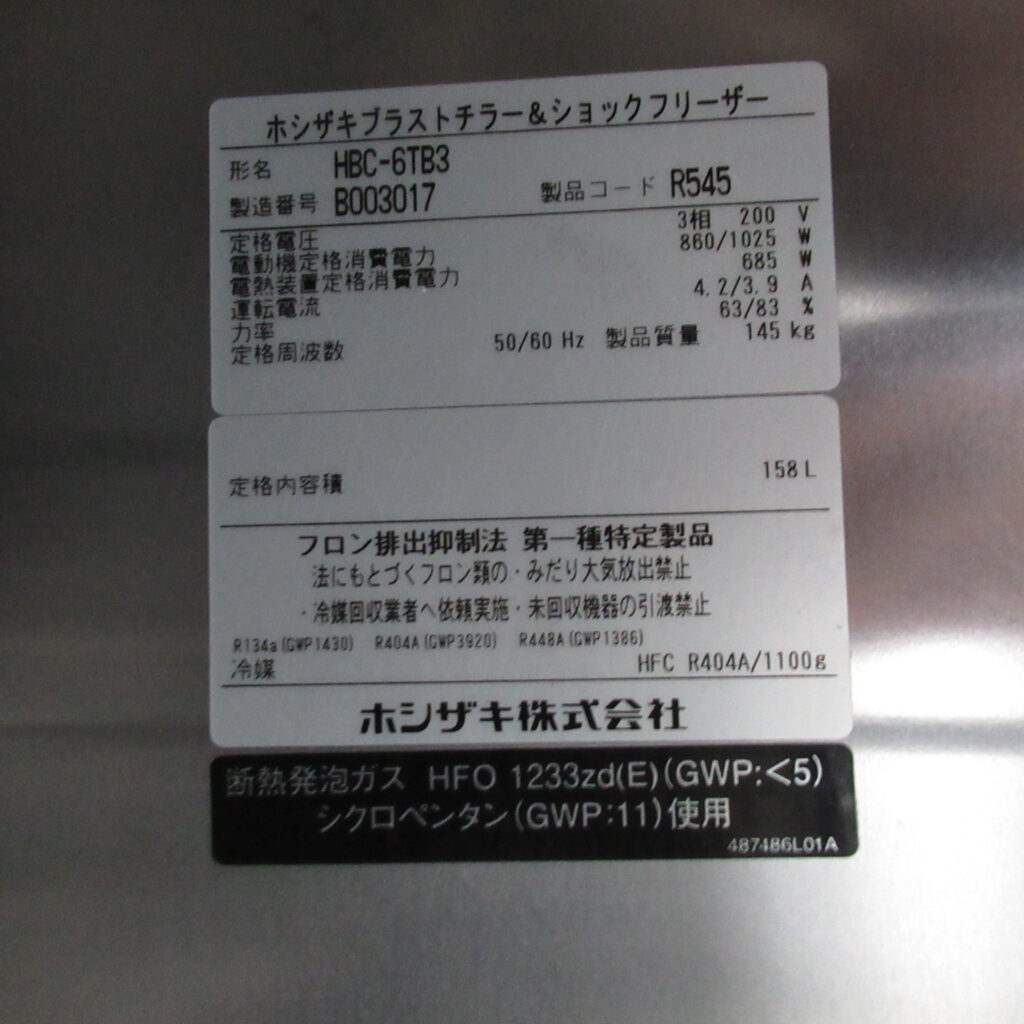 ホシザキブラストチラー&ショックフリーザー
形名 HBC-6TB3
製造番号 B003017 製品コード R545
定格電圧 3相 200 V
電動機定格消費電力 860/1025 W
電熱装置定格消費電力 685 W
運転電流 4.2/3.9 A
力率 63/83 %
定格周波数 50/60 Hz 製品質量 145 kg
定格内容積 158 L
フロン排出抑制法 第一種特定製品
法にもとづくフロン類の・みだり大気放出禁止
・冷媒回収業者へ依頼実施・未回収機器の引渡禁止
R134a(GWP1430) R404A(GWP3920) R448A(GWP1386)
冷媒 HFC R404A/1100g
ホシザキ株式会社
断熱発泡ガス HFO 1233zd(E)(GWP:<5)
シクロペンタン(GWP:11)使用
487486L01A